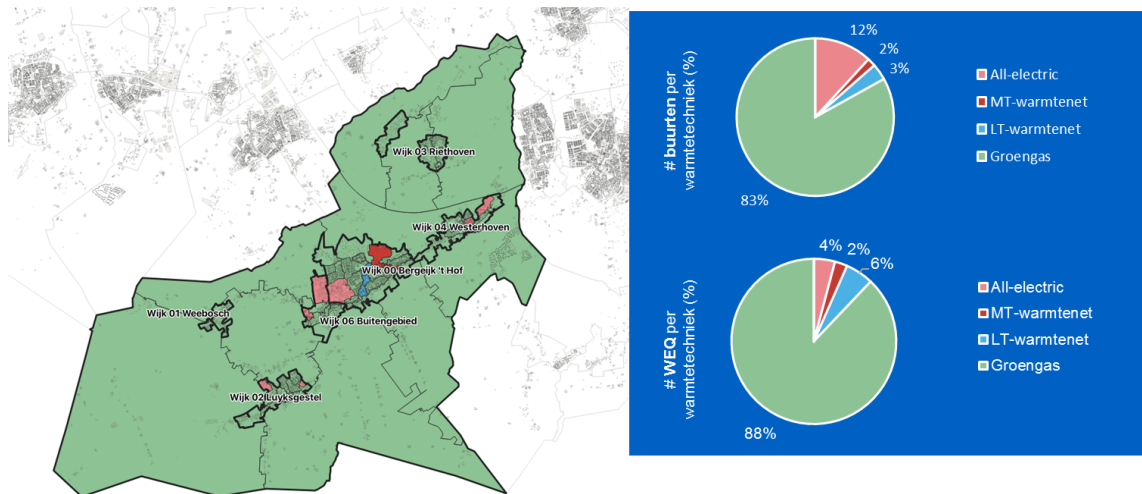 Wijk 03 Riethoven
Wijk 04 Westerhoven
Wijk 00 Bergeijk 't Hof
Wijk 01 Weebosch
Wijk 06 Buitengebied
Wijk 02 Luyksgestel
# buurten per
warmtetechniek (%)
12%
2%
3%
83%
All-electric
MT-warmtenet
LT-warmtenet
Groengas
# WEQ per
warmtetechniek (%)
4%
2%
6%
88%
All-electric
MT-warmtenet
LT-warmtenet
Groengas